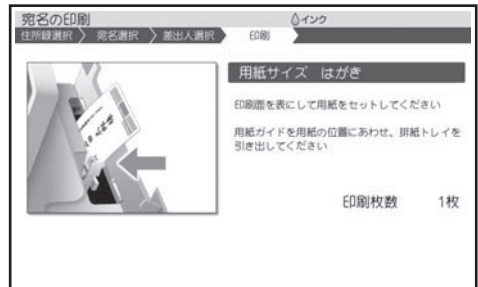 宛名の印刷
インク
住所録選択 宛名選択 差出人選択 印刷
用紙サイズ はがき
印刷面を表にして用紙をセットしてください
用紙ガイドを用紙の位置にあわせ、排紙トレイを
引き出してください
印刷枚数 1枚